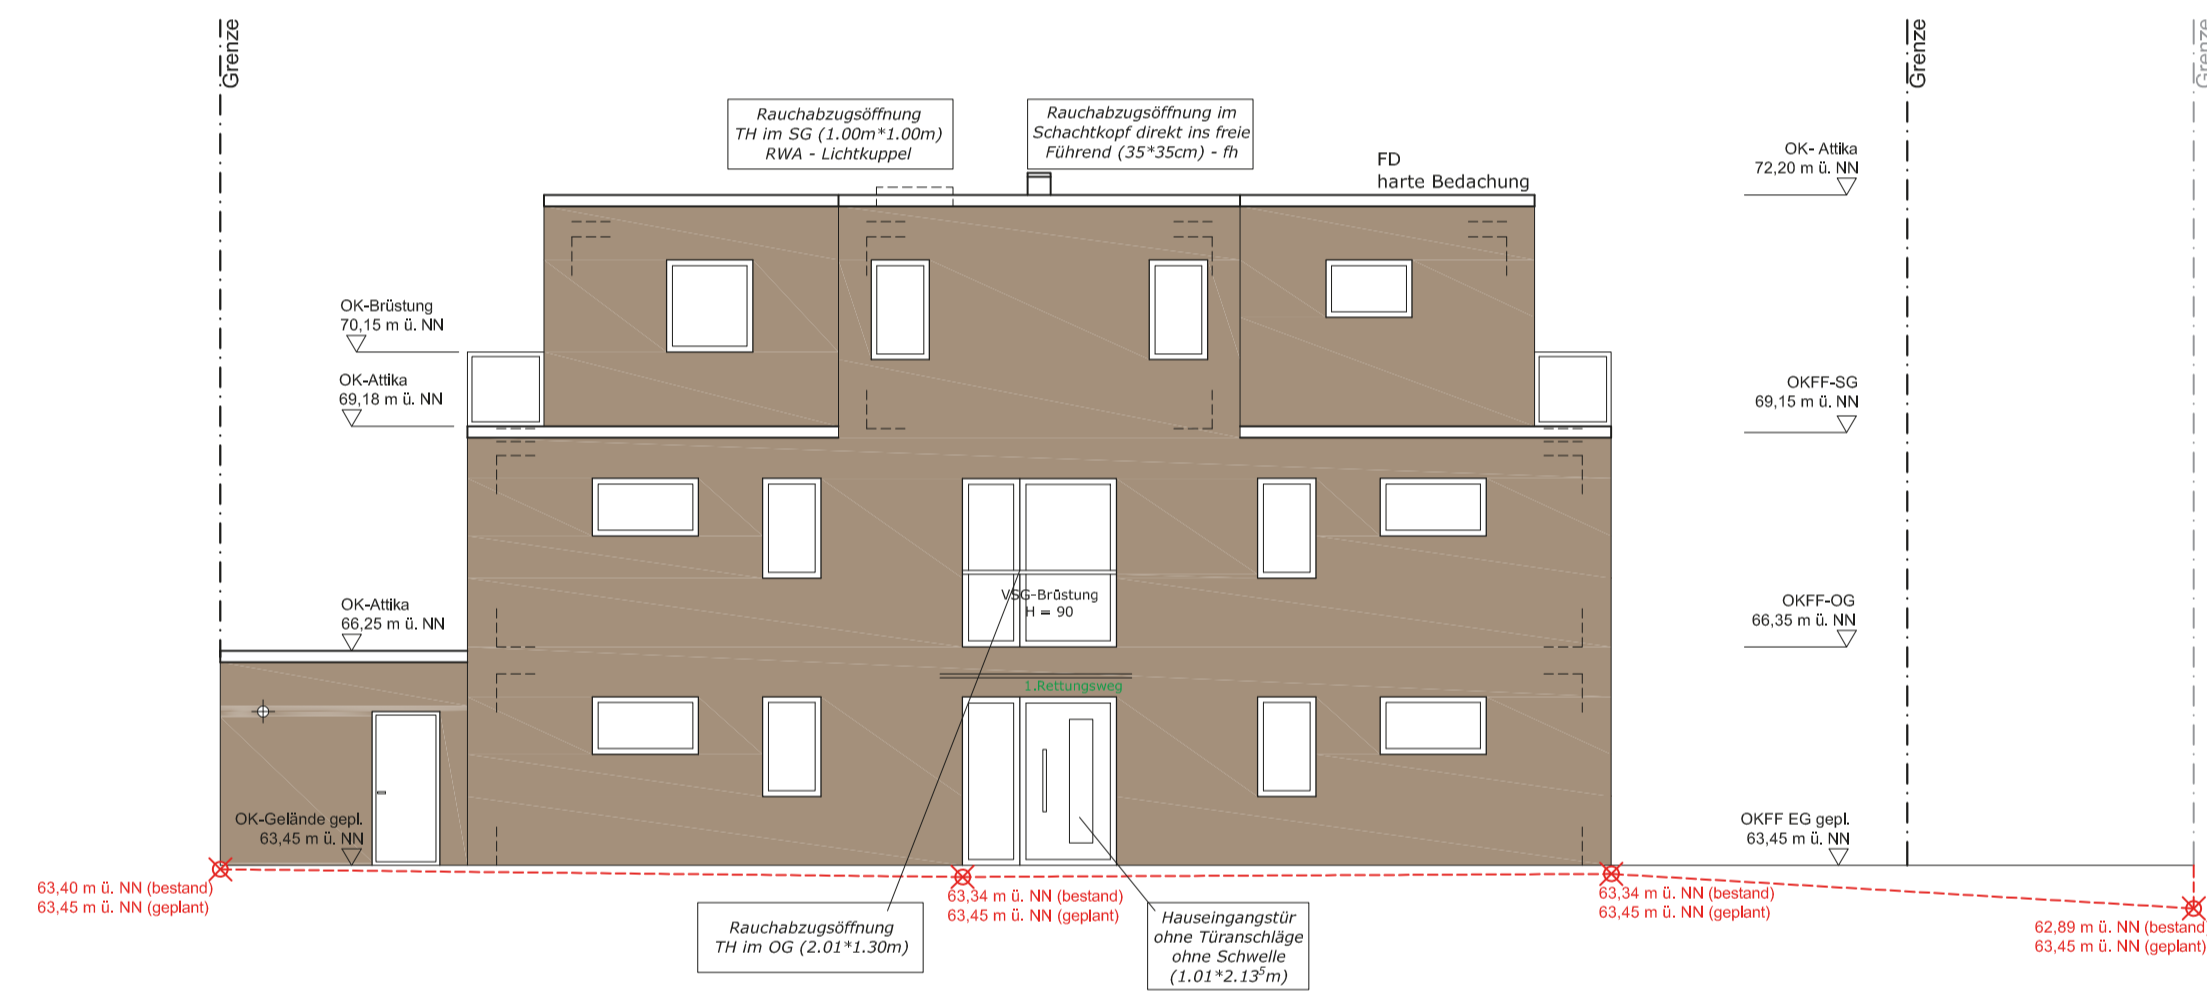 Grenze
Grenze
Grenze
Rauchabzugsöffnung
TH im SG (1.00m*1.00m)
RWA - Lichtkuppel
Rauchabzugsöffnung im
Schachtkopf direkt ins freie
Führend (35*35cm) - fh
FD
harte Bedachung
OK- Attika
72,20 m ü. NN
OK-Brüstung
70,15 m ü. NN
OK-Attika
69,18 m ü. NN
OKFF-SG
69,15 m ü. NN
VSG-Brüstung
H = 90
OK-Attika
66,25 m ü. NN
OKFF-OG
66,35 m ü. NN
1.Rettungsweg
OK-Gelände gepl.
63,45 m ü. NN
OKFF EG gepl.
63,45 m ü. NN
63,40 m ü. NN (bestand)
63,45 m ü. NN (geplant)
63,34 m ü. NN (bestand)
63,45 m ü. NN (geplant)
63,34 m ü. NN (bestand)
63,45 m ü. NN (geplant)
62,89 m ü. NN (bestand
63,45 m ü. NN (geplant)
Rauchabzugsöffnung
TH im OG (2.01*1.30m)
Hauseingangstür
ohne Türanschläge
ohne Schwelle
(1.01*2.13⁵m)